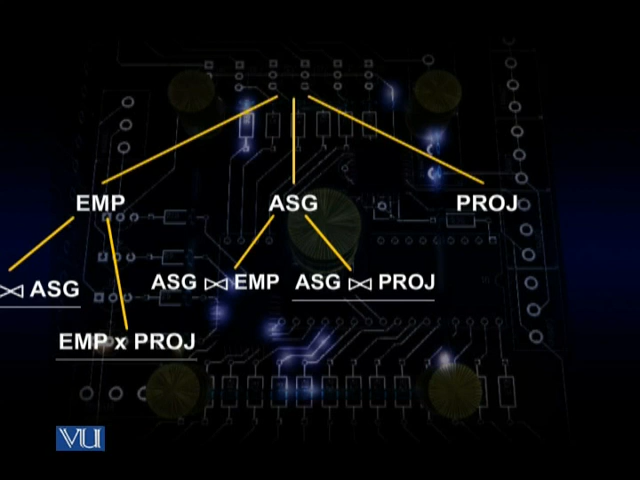 EMP ASG PROJ
⋈ ASG ASG ⋈ EMP ASG ⋈ PROJ
EMP x PROJ
VU